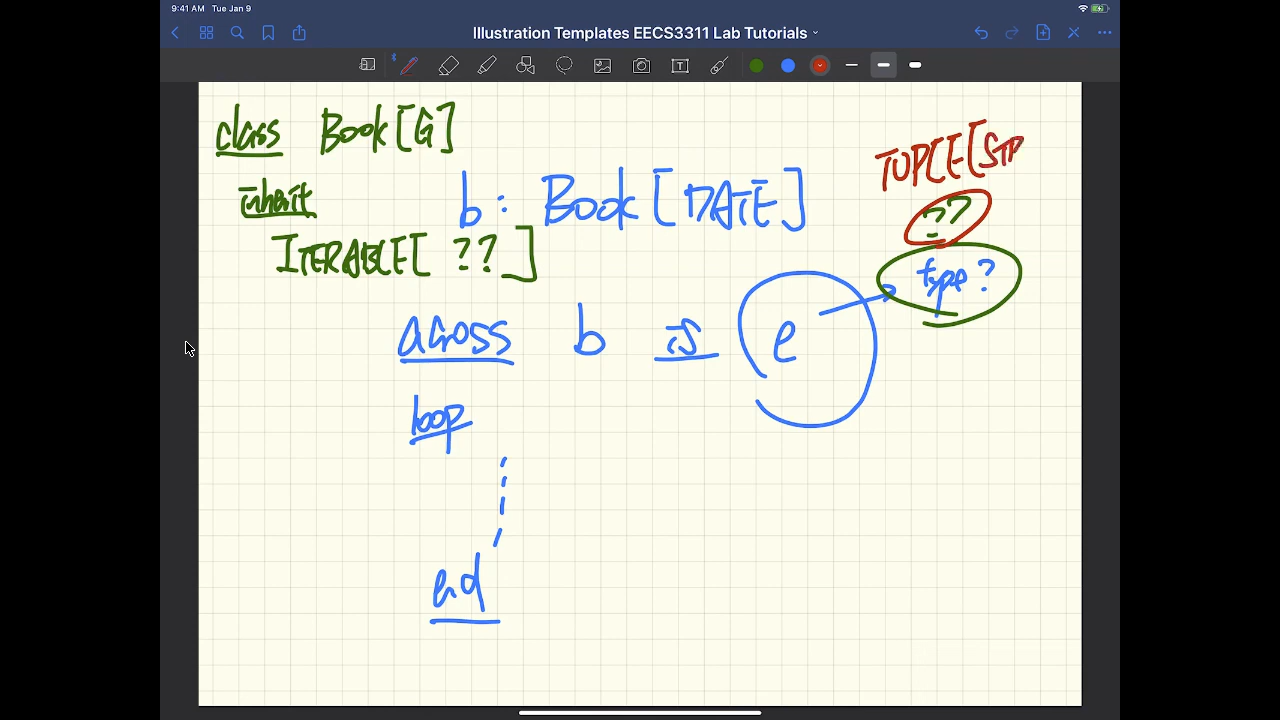 9:41 AM Tue Jan 9
Illustration Templates EECS3311 Lab Tutorials
class Book[G]
inherit
ITERABLE[ ?? ]
b: Book[DATE]
TUPLE[STR
??
type?
across b is e
loop
end